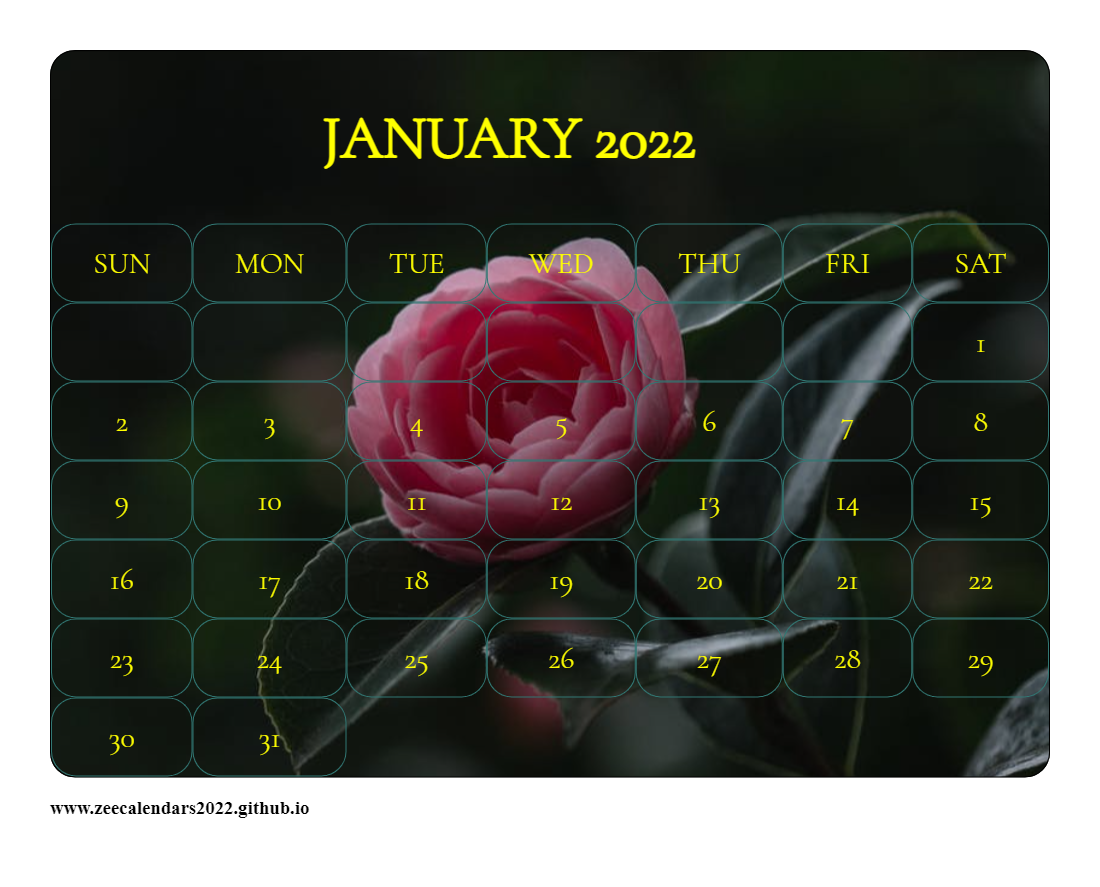 JANUARY 2022
SUN MON TUE WED THU FRI SAT
1
2 3 4 5 6 7 8
9 10 11 12 13 14 15
16 17 18 19 20 21 22
23 24 25 26 27 28 29
30 31
www.zeecalendars2022.github.io